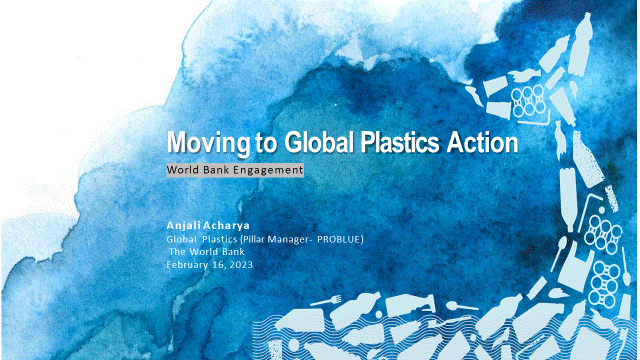 Moving to Global Plastics Action
World Bank Engagement
Anjali Acharya
Global Plastics (Pillar Manager- PROBLUE)
The World Bank
February 16, 2023